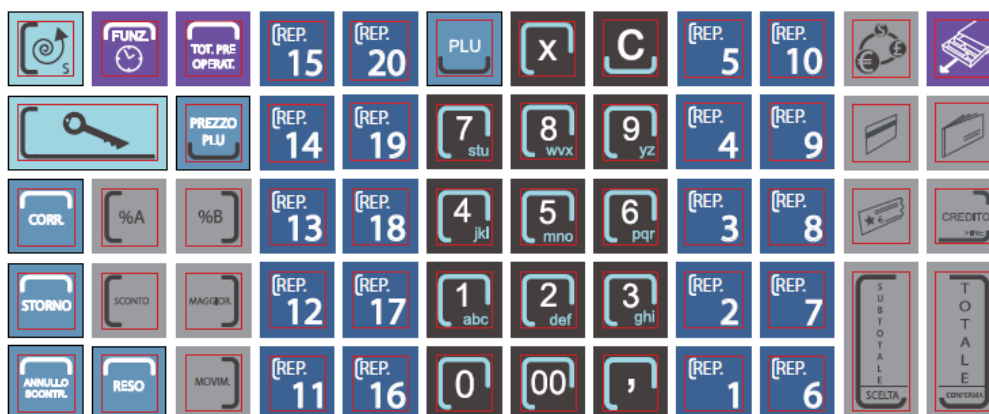 S
FUNZ.
TOT. PRE
OPERAT.
[REP.
15
[REP.
20
PLU
X
C
[REP.
5
[REP.
10
$
£
€
PREZZO
PLU
[REP.
14
[REP.
19
7
stu
8
wvx
9
yz
[REP.
4
[REP.
9
CORR.
%A
%B
[REP.
13
[REP.
18
4
jkl
5
mno
6
pqr
[REP.
3
[REP.
8
CREDITO
STORNO
SCONTO
MAGGIOR.
[REP.
12
[REP.
17
1
abc
2
def
3
ghi
[REP.
2
[REP.
7
SUBTOTALE
SCELTA
TOTALE
CONFERMA
ANNULLO
SCONTR.
RESO
MOVIM.
[REP.
11
[REP.
16
0
00
,
[REP.
1
[REP.
6